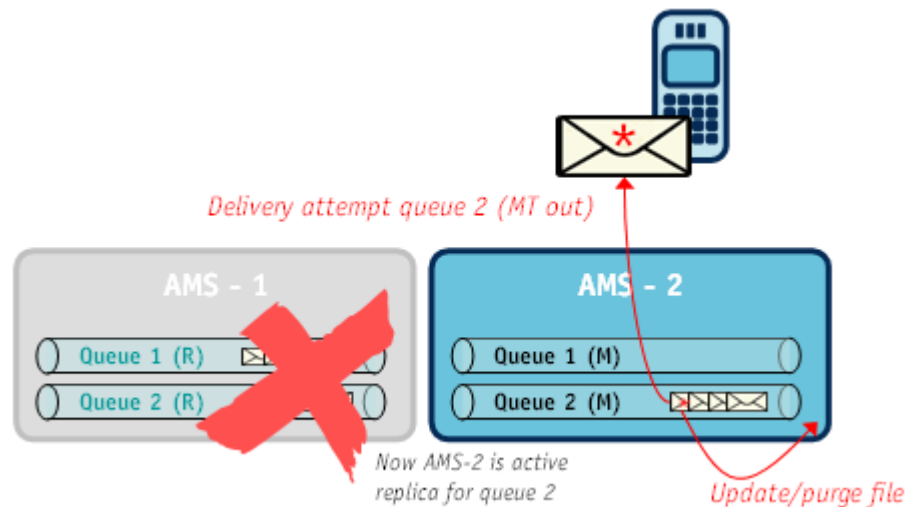 *
Delivery attempt queue 2 (MT out)
AMS - 1
AMS - 2
Queue 1 (R)
Queue 2 (R)
Queue 1 (M)
Queue 2 (M)
Now AMS-2 is active
replica for queue 2
Update/purge file